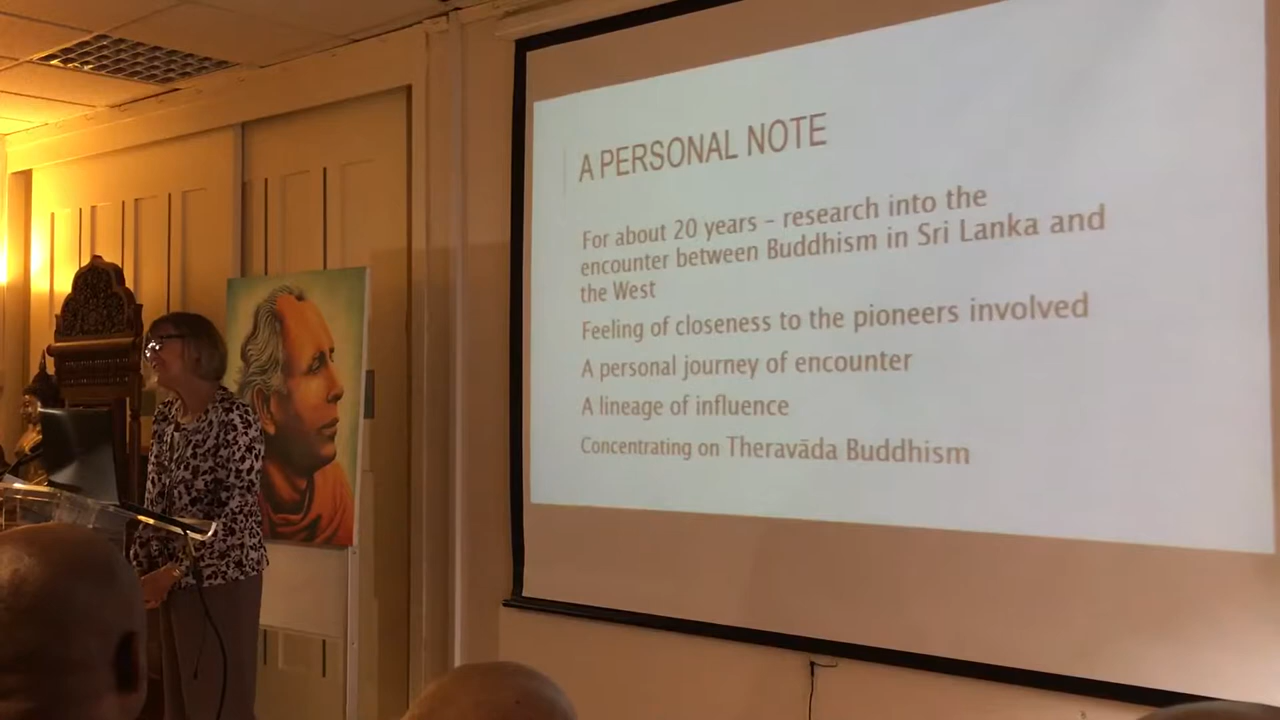 A PERSONAL NOTE
For about 20 years – research into the
encounter between Buddhism in Sri Lanka and
the West
Feeling of closeness to the pioneers involved
A personal journey of encounter
A lineage of influence
Concentrating on Theravāda Buddhism